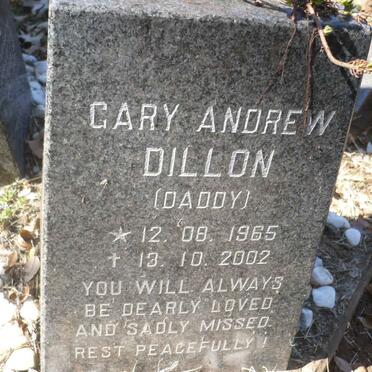 GARY ANDREW
DILLON
(DADDY)
* 12. 08. 1965
† 13. 10. 2002
YOU WILL ALWAYS
BE DEARLY LOVED
AND SADLY MISSED.
REST PEACEFULLY!